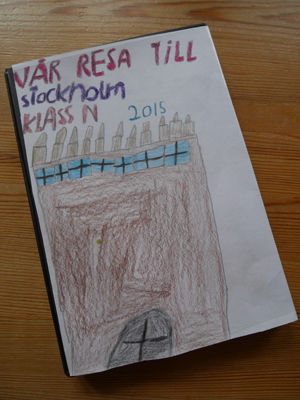 VÅR RESA TiLL
stockholm
KLASS N 2015